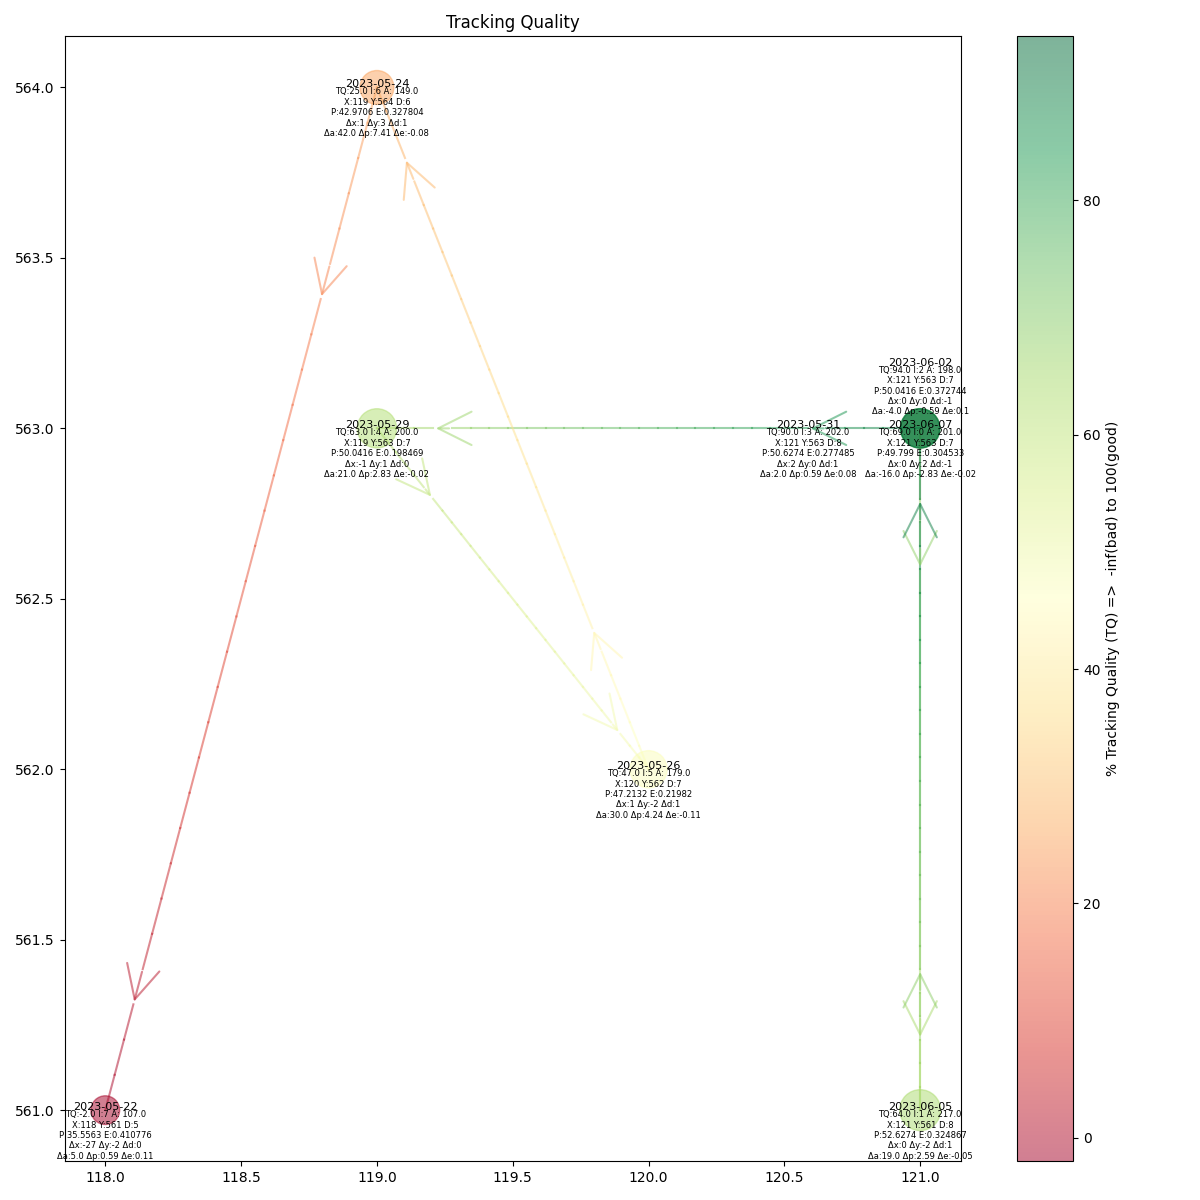 Tracking Quality
564.0
563.5
563.0
562.5
562.0
561.5
561.0
118.0
118.5
119.0
119.5
120.0
120.5
121.0
2023-05-24
TQ:25.0 I:6 A: 149.0
X:119 Y:564 D:6
P:42.9706 E:0.327804
Δx:1 Δy:3 Δd:1
Δa:42.0 Δp:7.41 Δe:-0.08
2023-06-02
TQ:94.0 I:2 A: 198.0
X:121 Y:563 D:7
P:50.0416 E:0.372744
Δx:0 Δy:0 Δd:-1
Δa:-4.0 Δp:-0.59 Δe:0.1
2023-05-29
TQ:63.0 I:4 A: 200.0
X:119 Y:563 D:7
P:50.0416 E:0.198469
Δx:-1 Δy:1 Δd:0
Δa:21.0 Δp:2.83 Δe:-0.02
2023-05-31
TQ:90.0 I:3 A: 202.0
X:121 Y:563 D:8
P:50.6274 E:0.277485
Δx:2 Δy:0 Δd:1
Δa:2.0 Δp:0.59 Δe:0.08
2023-06-07
TQ:69.0 I:0 A: 201.0
X:121 Y:563 D:7
P:49.799 E:0.304533
Δx:0 Δy:2 Δd:-1
Δa:-16.0 Δp:-2.83 Δe:-0.02
2023-05-26
TQ:47.0 I:5 A: 179.0
X:120 Y:562 D:7
P:47.2132 E:0.21982
Δx:1 Δy:-2 Δd:1
Δa:30.0 Δp:4.24 Δe:-0.11
2023-05-22
TQ:-2.0 I:7 A: 107.0
X:118 Y:561 D:5
P:35.5563 E:0.410776
Δx:-27 Δy:-2 Δd:0
Δa:5.0 Δp:0.59 Δe:0.11
2023-06-05
TQ:64.0 I:1 A: 217.0
X:121 Y:561 D:8
P:52.6274 E:0.324867
Δx:0 Δy:-2 Δd:1
Δa:19.0 Δp:2.59 Δe:-0.05
80
60
40
20
0
% Tracking Quality (TQ) => -inf(bad) to 100(good)